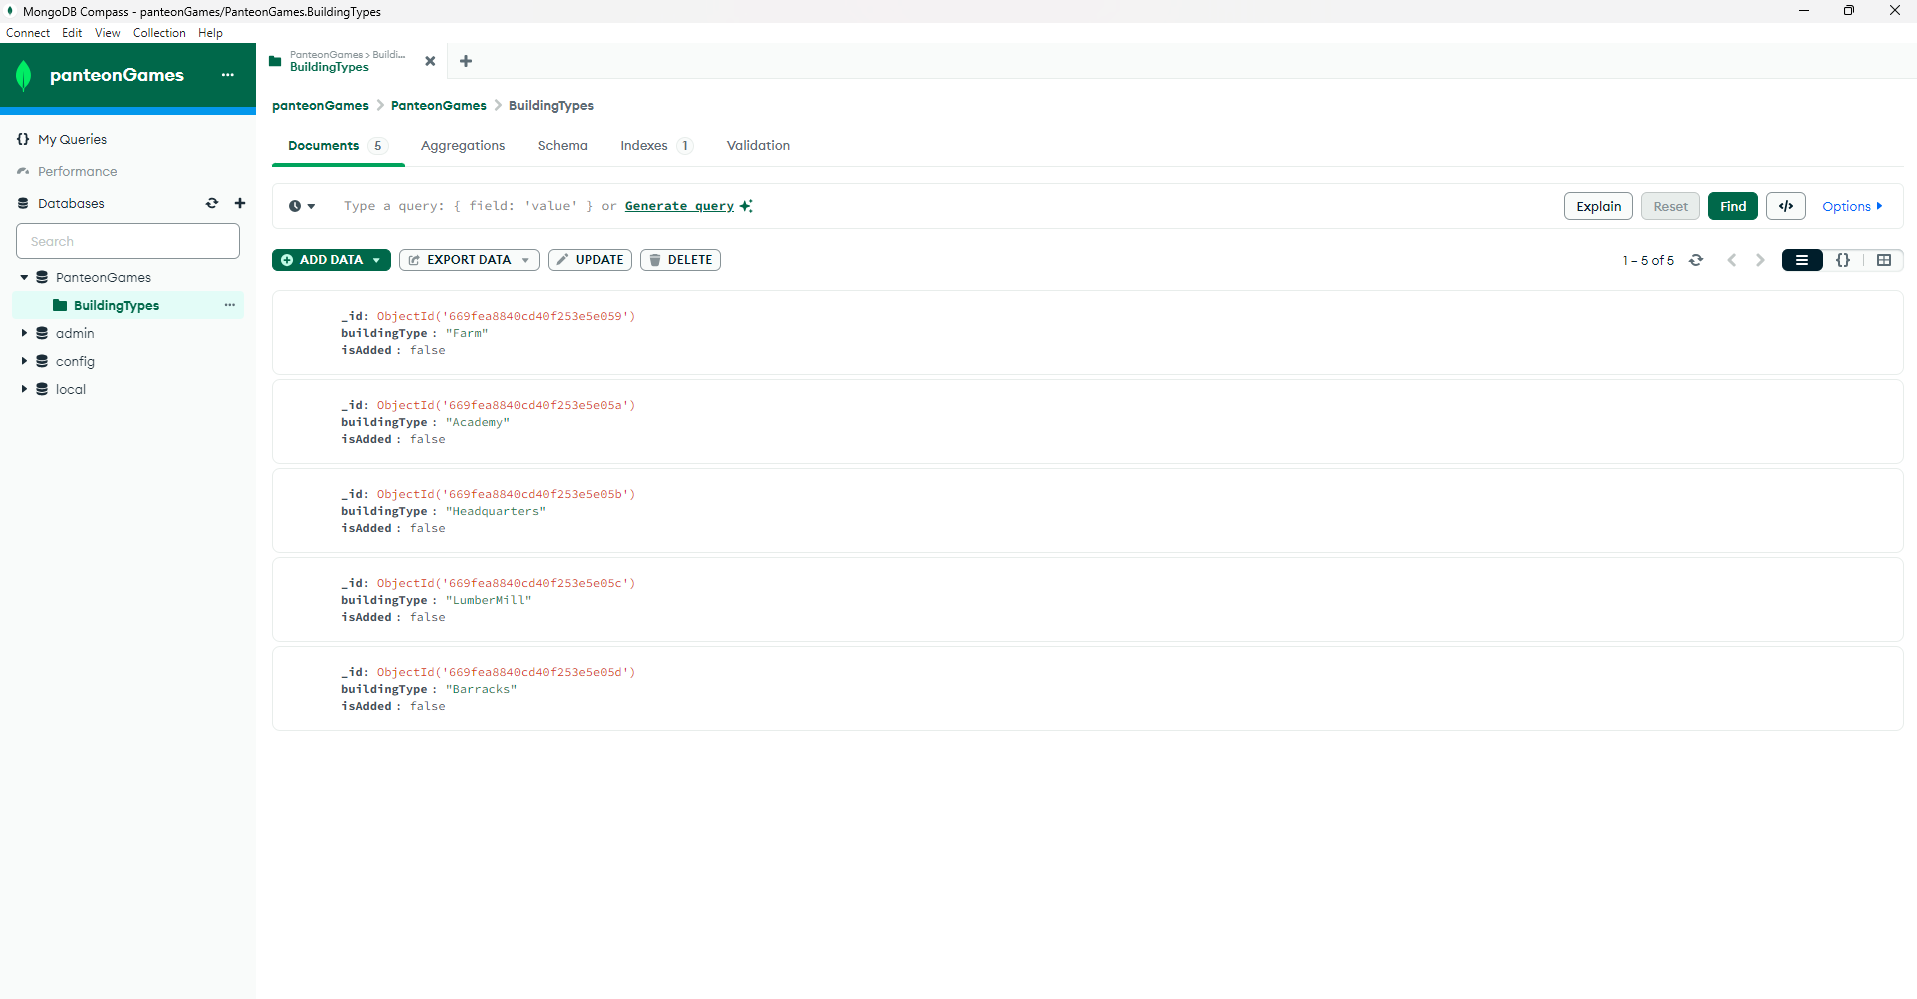 MongoDB Compass - panteonGames/PanteonGames.BuildingTypes
Connect Edit View Collection Help
panteonGames
My Queries
Performance
Databases
Search
PanteonGames
BuildingTypes
admin
config
local
PanteonGames > Buildi...
BuildingTypes
panteonGames > PanteonGames > BuildingTypes
Documents 5 Aggregations Schema Indexes 1 Validation
Type a query: { field: 'value' } or Generate query
Explain Reset Find </> Options
ADD DATA EXPORT DATA UPDATE DELETE
1 – 5 of 5
_id: ObjectId('669fea8840cd40f253e5e059')
buildingType : "Farm"
isAdded : false
_id: ObjectId('669fea8840cd40f253e5e05a')
buildingType : "Academy"
isAdded : false
_id: ObjectId('669fea8840cd40f253e5e05b')
buildingType : "Headquarters"
isAdded : false
_id: ObjectId('669fea8840cd40f253e5e05c')
buildingType : "LumberMill"
isAdded : false
_id: ObjectId('669fea8840cd40f253e5e05d')
buildingType : "Barracks"
isAdded : false